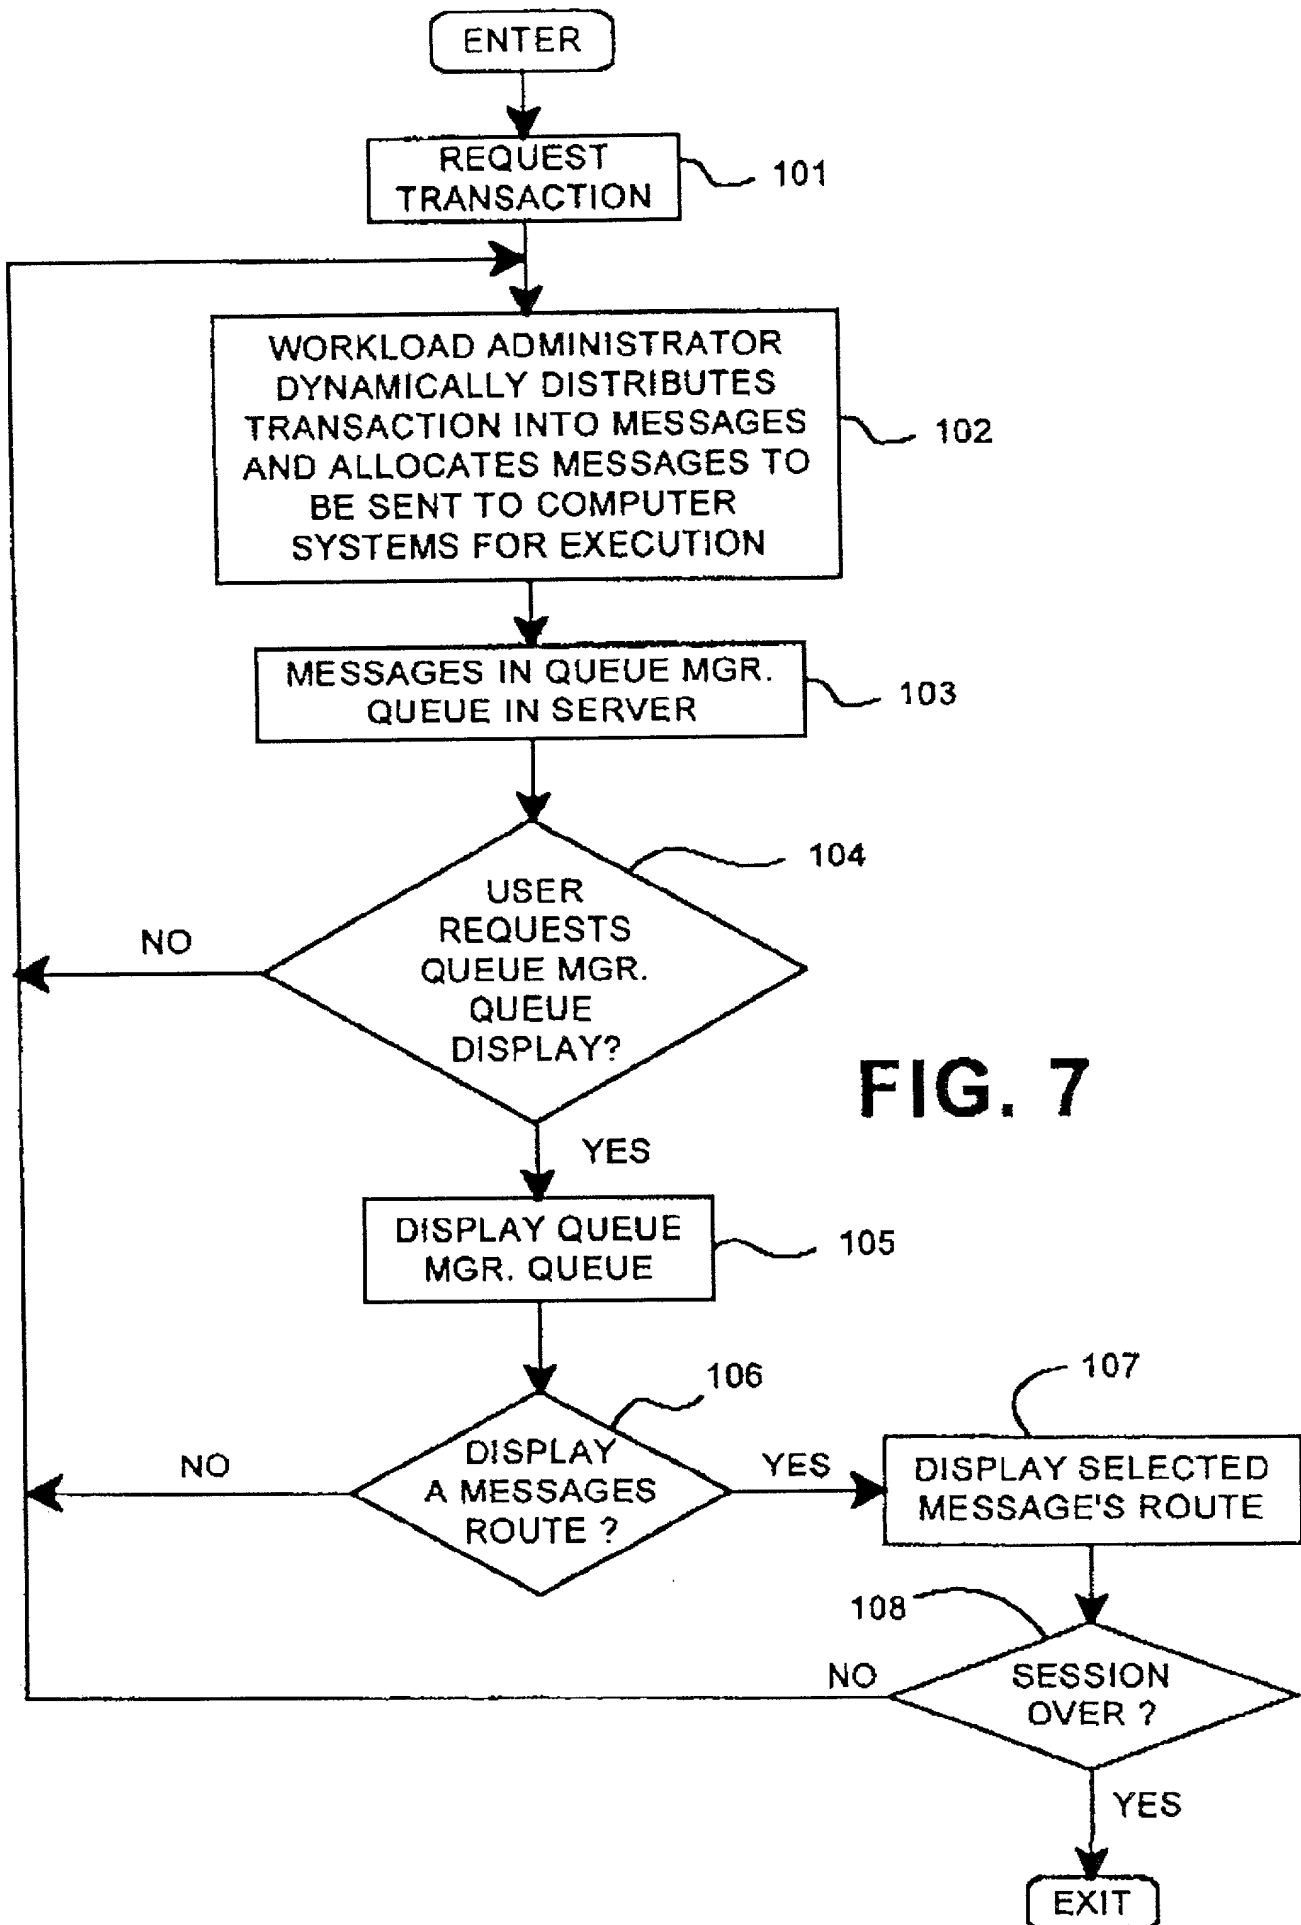 ENTER
REQUEST
TRANSACTION
101
WORKLOAD ADMINISTRATOR
DYNAMICALLY DISTRIBUTES
TRANSACTION INTO MESSAGES
AND ALLOCATES MESSAGES TO
BE SENT TO COMPUTER
SYSTEMS FOR EXECUTION
102
MESSAGES IN QUEUE MGR.
QUEUE IN SERVER
103
104
USER
REQUESTS
QUEUE MGR.
QUEUE
DISPLAY?
NO
FIG. 7
YES
DISPLAY QUEUE
MGR. QUEUE
105
106
DISPLAY
A MESSAGES
ROUTE ?
NO
YES
107
DISPLAY SELECTED
MESSAGE'S ROUTE
108
SESSION
OVER ?
NO
YES
EXIT